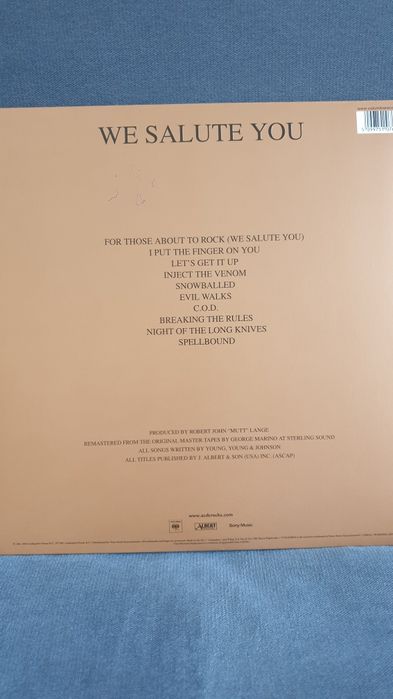 WE SALUTE YOU
FOR THOSE ABOUT TO ROCK (WE SALUTE YOU)
I PUT THE FINGER ON YOU
LET'S GET IT UP
INJECT THE VENOM
SNOWBALLED
EVIL WALKS
C.O.D.
BREAKING THE RULES
NIGHT OF THE LONG KNIVES
SPELLBOUND
PRODUCED BY ROBERT JOHN "MUTT" LANGE
REMASTERED FROM THE ORIGINAL MASTER TAPES BY GEORGE MARINO AT STERLING SOUND
ALL SONGS WRITTEN BY YOUNG, YOUNG & JOHNSON
ALL TITLES PUBLISHED BY J. ALBERT & SON (USA) INC. (ASCAP)
www.acdcrocks.com
ALBERT
Sony Music